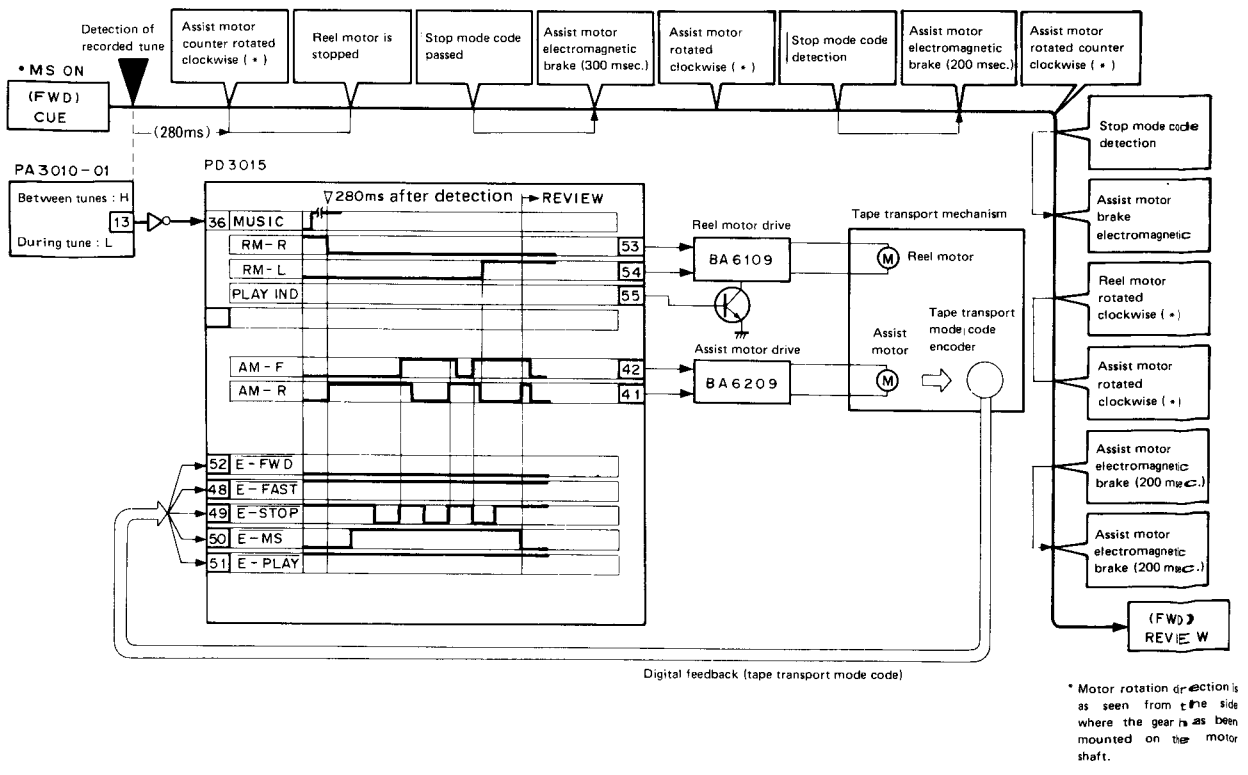 Detection of
recorded tune
Assist motor
counter rotated
clockwise ( * )
Reel motor is
stopped
Stop mode code
passed
Assist motor
electromagnetic
brake (300 msec.)
Assist motor
rotated
clockwise ( * )
Stop mode code
detection
Assist motor
electromagnetic
brake (200 msec.)
Assist motor
rotated counter
clockwise ( * )
• MS ON
(FWD)
CUE
(280ms)
Stop mode code
detection
Assist motor
brake
electromagnetic
Reel motor
rotated
clockwise ( * )
Assist motor
rotated
clockwise ( * )
Assist motor
electromagnetic
brake (200 msec.)
Assist motor
electromagnetic
brake (200 msec.)
(FWD)
REVIEW
PA3010-01
Between tunes : H
13
During tune : L
PD3015
▽280ms after detection
REVIEW
36 MUSIC
RM-R 53
RM-L 54
PLAY IND 55
AM-F 42
AM-R 41
52 E-FWD
48 E-FAST
49 E-STOP
50 E-MS
51 E-PLAY
Reel motor drive
BA6109
Assist motor drive
BA6209
Tape transport mechanism
M Reel motor
Assist
motor
M
Tape transport
mode code
encoder
Digital feedback (tape transport mode code)
* Motor rotation direction is
as seen from the side
where the gear has been
mounted on the motor
shaft.